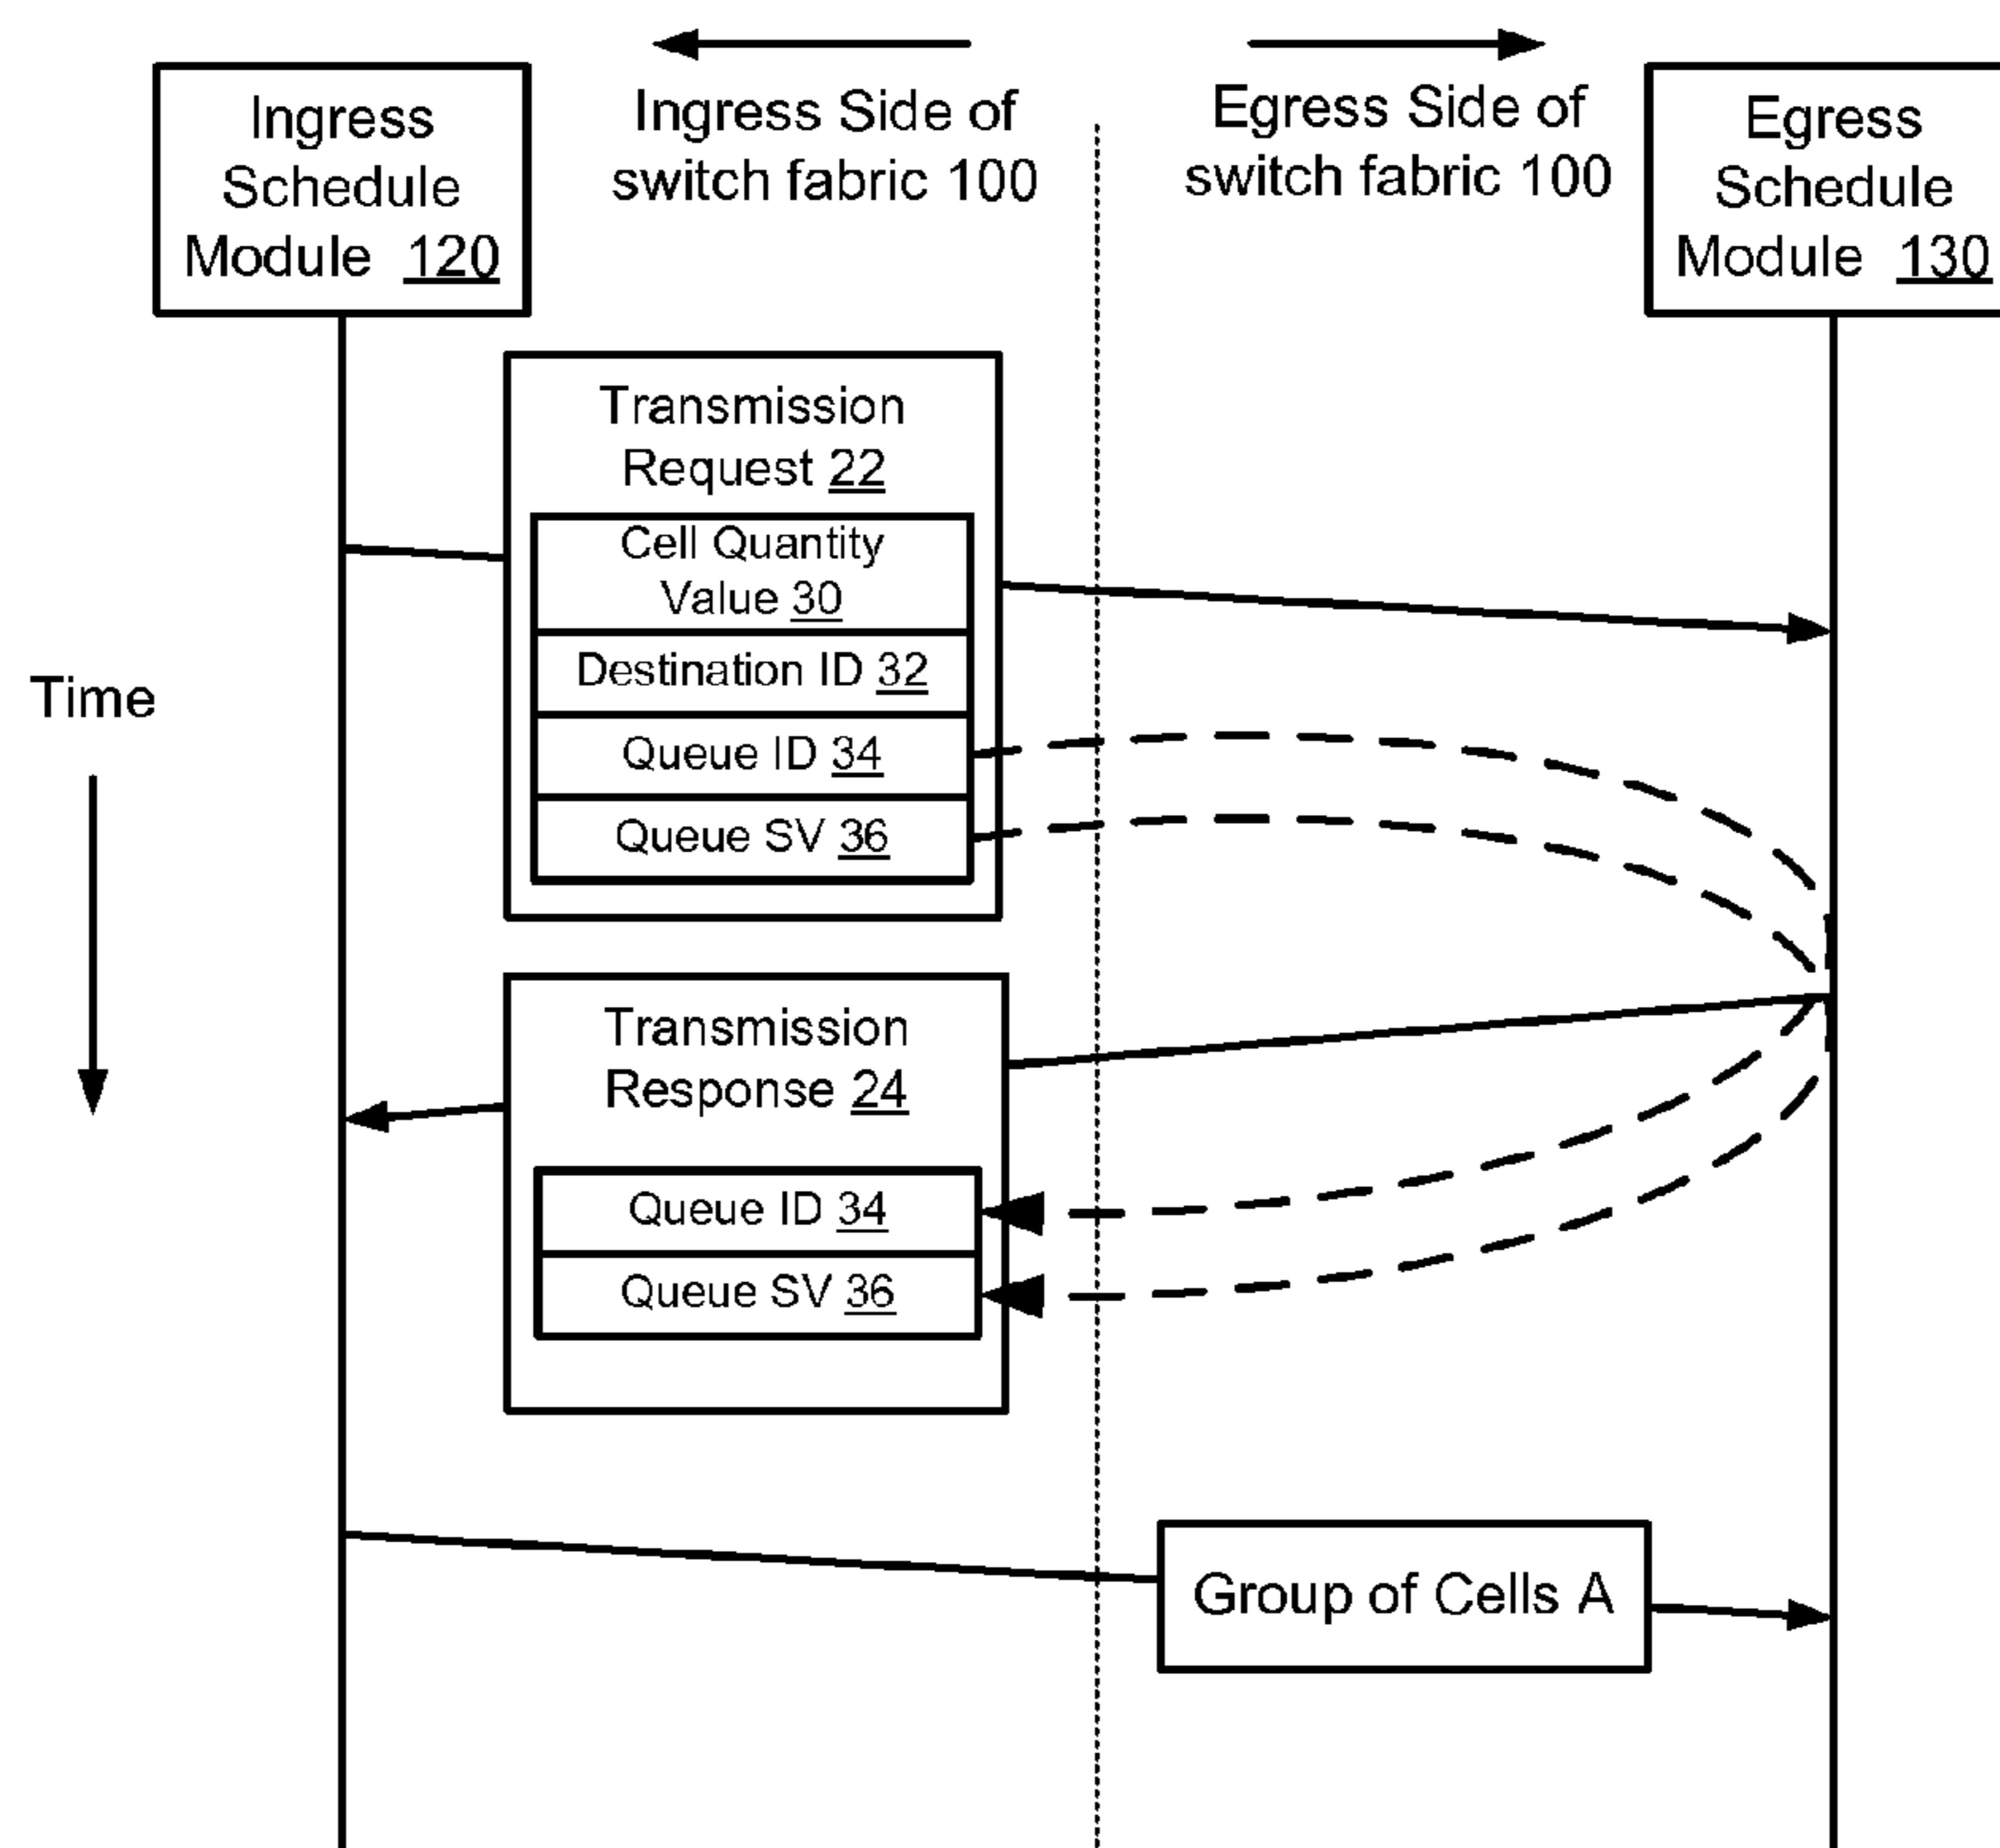 Ingress
Schedule
Module 120
Ingress Side of
switch fabric 100
Egress Side of
switch fabric 100
Egress
Schedule
Module 130
Transmission
Request 22
Cell Quantity
Value 30
Destination ID 32
Queue ID 34
Queue SV 36
Time
Transmission
Response 24
Queue ID 34
Queue SV 36
Group of Cells A